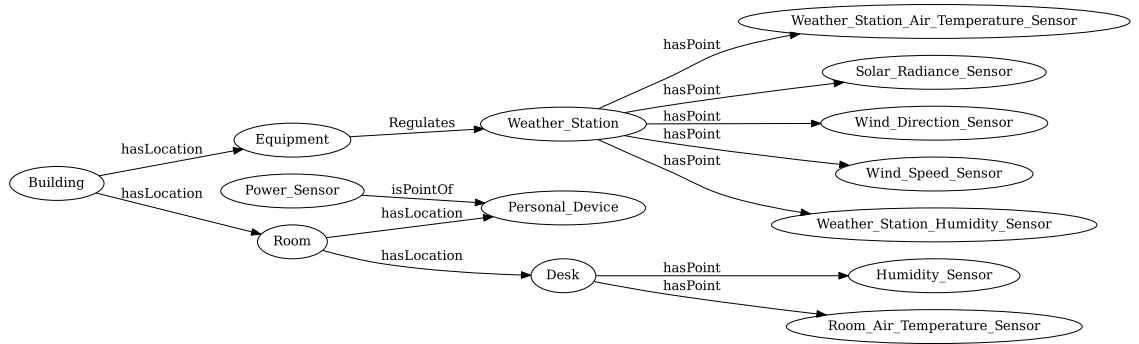 Weather_Station_Air_Temperature_Sensor
hasPoint
Solar_Radiance_Sensor
hasPoint
Regulates
Weather_Station
hasPoint
Wind_Direction_Sensor
hasPoint
Equipment
hasLocation
hasPoint
Wind_Speed_Sensor
Building
Power_Sensor
isPointOf
hasLocation
Personal_Device
hasLocation
Weather_Station_Humidity_Sensor
Room
hasLocation
Desk
hasPoint
Humidity_Sensor
hasPoint
Room_Air_Temperature_Sensor